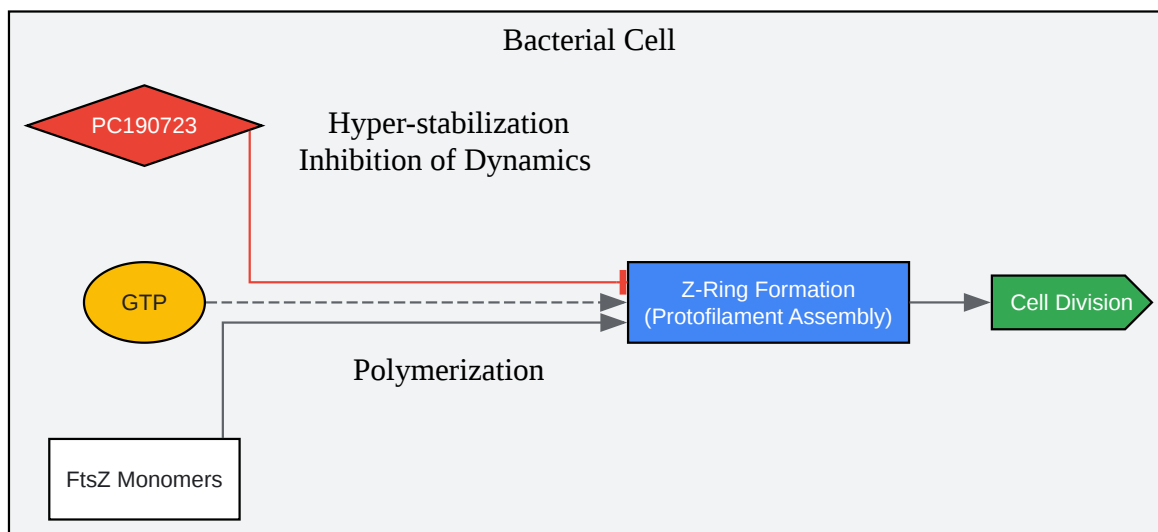 Bacterial Cell
PC190723
Hyper-stabilization
Inhibition of Dynamics
GTP
Z-Ring Formation
(Protofilament Assembly)
Cell Division
Polymerization
FtsZ Monomers